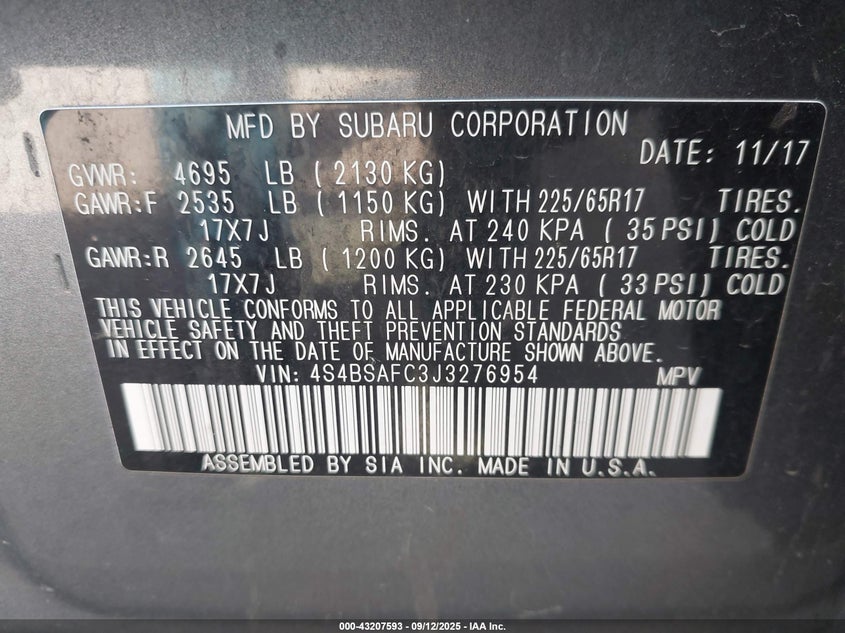 MFD BY SUBARU CORPORATION
DATE: 11/17
GVWR: 4695 LB ( 2130 KG)
GAWR:F 2535 LB ( 1150 KG) WITH 225/65R17 TIRES.
17X7J RIMS. AT 240 KPA ( 35 PSI) COLD
GAWR:R 2645 LB ( 1200 KG) WITH 225/65R17 TIRES.
17X7J RIMS. AT 230 KPA ( 33 PSI) COLD
THIS VEHICLE CONFORMS TO ALL APPLICABLE FEDERAL MOTOR
VEHICLE SAFETY AND THEFT PREVENTION STANDARDS
IN EFFECT ON THE DATE OF MANUFACTURE SHOWN ABOVE.
VIN: 4S4BSAFC3J3276954 MPV
ASSEMBLED BY SIA INC. MADE IN U.S.A.
000-43207593 - 09/12/2025 - IAA Inc.